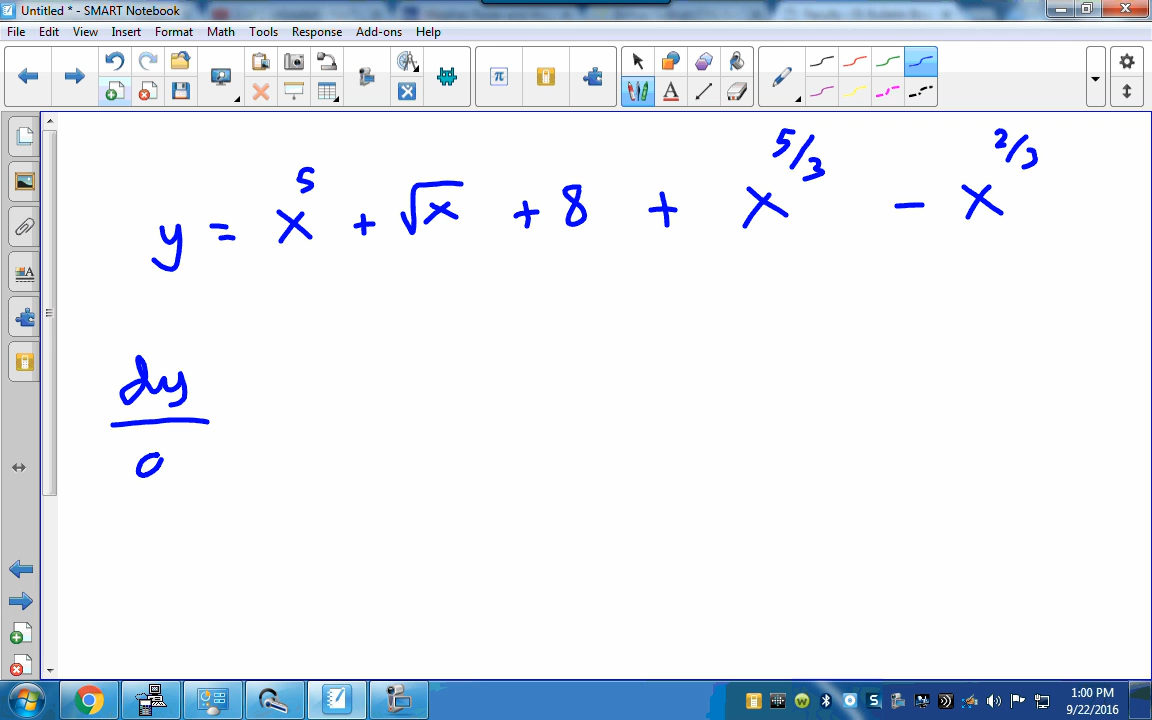 Untitled * - SMART Notebook
File Edit View Insert Format Math Tools Response Add-ons Help
y = x^5 + √x + 8 + x^5/3 - x^2/3
dy
1:00 PM
9/22/2016